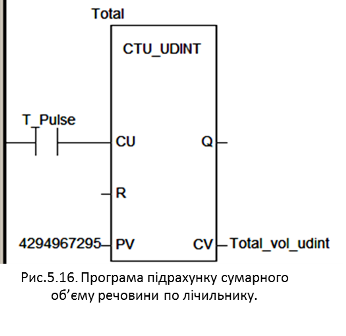 Total
CTU_UDINT
T_Pulse
CU Q
R
4294967295 PV CV Total_vol_udint
Рис.5.16. Програма підрахунку сумарного
об’єму речовини по лічильнику.